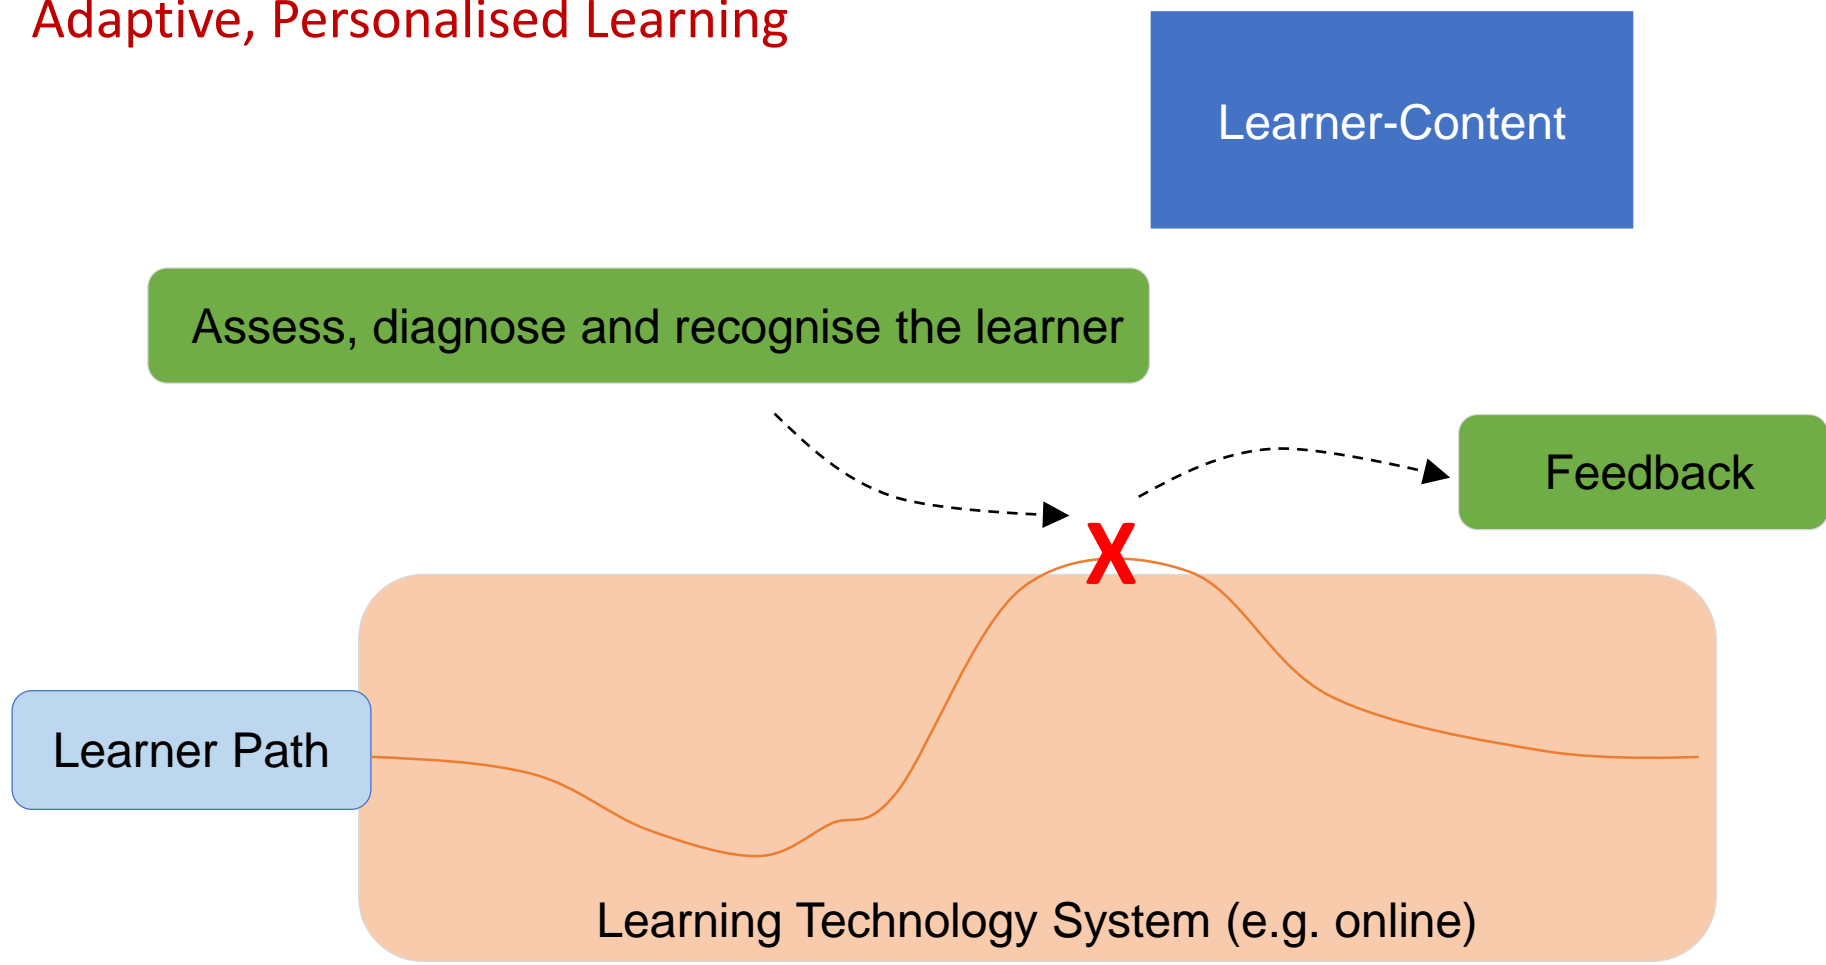 Adaptive, Personalised Learning
Learner-Content
Assess, diagnose and recognise the learner
Feedback
X
Learner Path
Learning Technology System (e.g. online)